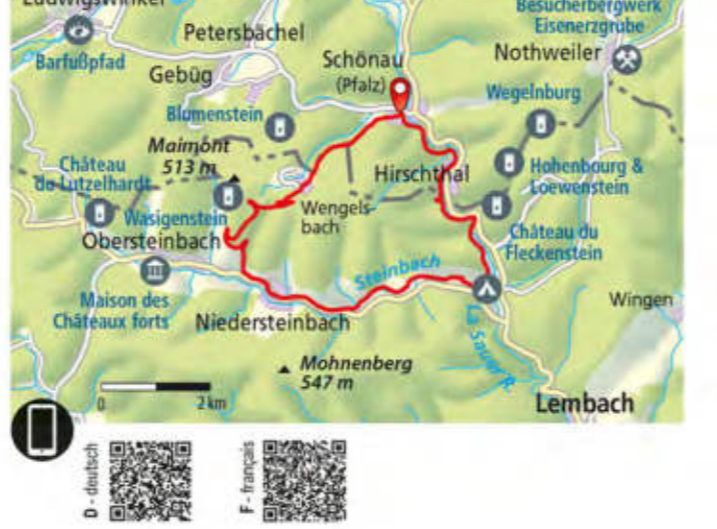 Ludwigswinkel
Besucherbergwerk
Eisenerzgrube
Petersbächel
Schönau
(Pfalz)
Nothweiler
Barfußpfad
Gebüg
Wegelnburg
Blumenstein
Maimont
513 m
Château
du Lutzelhardt
Hirschthal
Hohenbourg &
Loewenstein
Wasigenstein
Wengels-
bach
Obersteinbach
Château du
Fleckenstein
Steinbach
Maison des
Châteaux forts
Niedersteinbach
Wingen
La Sauer R.
Mohnenberg
547 m
Lembach
0
2 km
D - deutsch
F - français